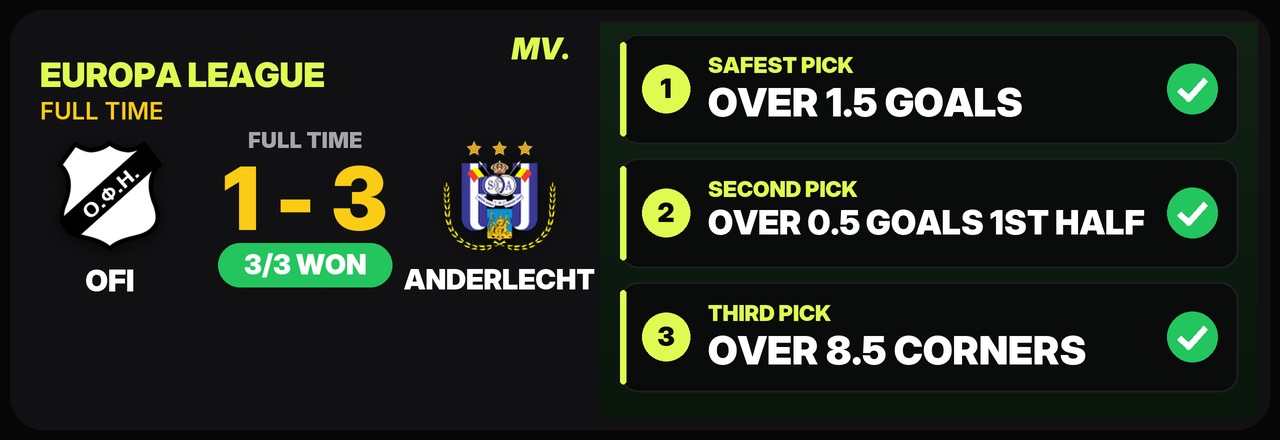 MV.
EUROPA LEAGUE
FULL TIME
FULL TIME
1 - 3
3/3 WON
Ο.Φ.Η.
OFI
ANDERLECHT
1
SAFEST PICK
OVER 1.5 GOALS
2
SECOND PICK
OVER 0.5 GOALS 1ST HALF
3
THIRD PICK
OVER 8.5 CORNERS